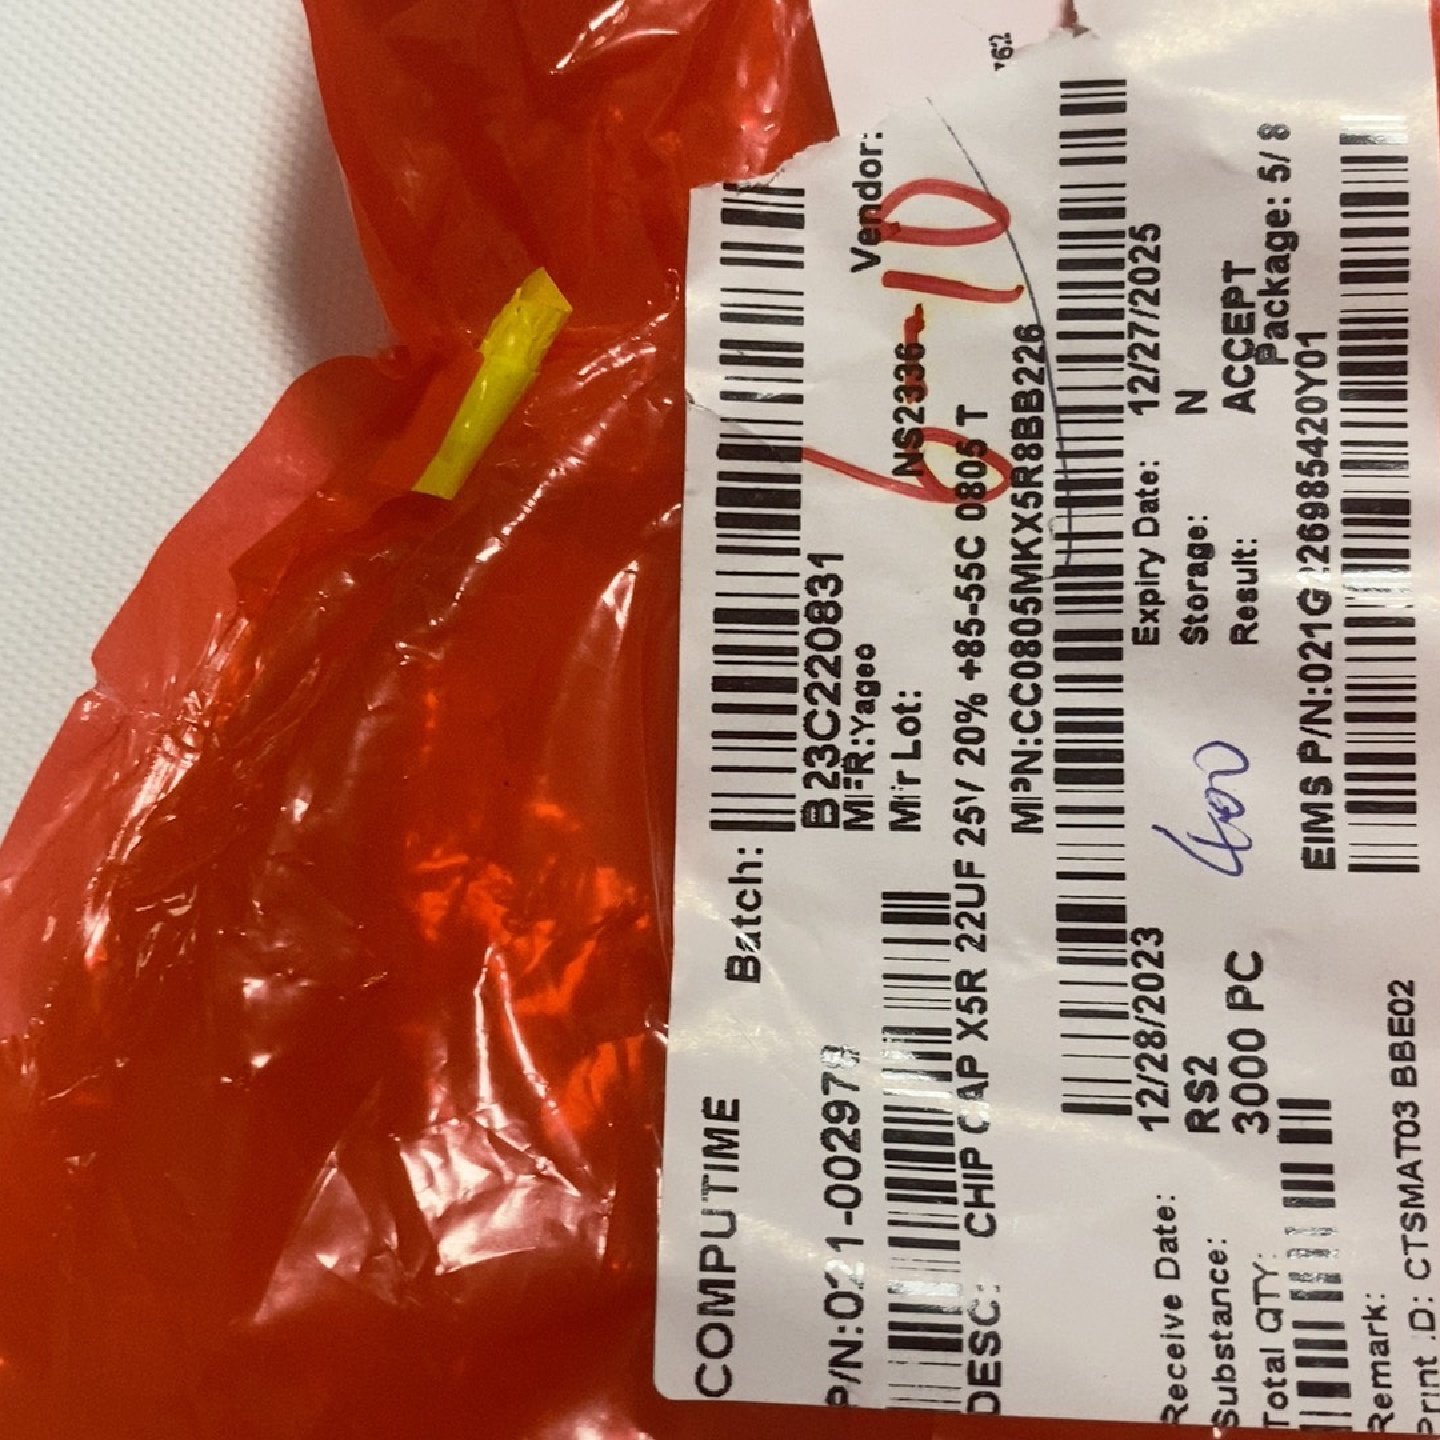 COMPUTIME
Batch:
B23C220831
P/N:021-00297
MFR:Yageo
Vendor:
Mfr Lot:
NS2336
6-10
DESC: CHIP CAP X5R 22UF 25V 20% +85-55C 0805 T
MPN:CC0805MKX5R8BB226
Receive Date: 12/28/2023
Expiry Date: 12/27/2025
Substance: RS2
Storage: N
Total QTY: 3000 PC
400
Result: ACCEPT
Package: 5/ 8
EIMS P/N:021G226985420Y01
Remark:
Print ID: CTSMAT03 BBE02